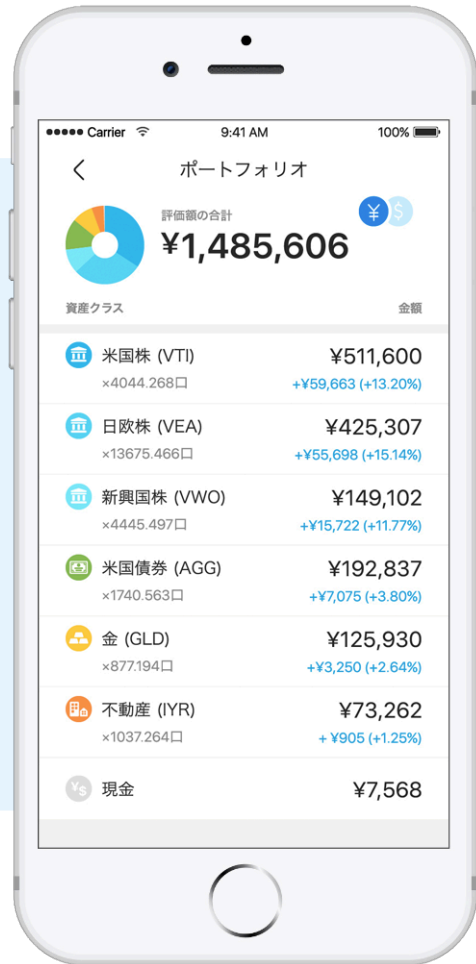 ●●●●● Carrier 9:41 AM 100%
ポートフォリオ
評価額の合計
¥ $
¥1,485,606
資産クラス 金額
米国株 (VTI) ¥511,600
×4044.268口 +¥59,663 (+13.20%)
日欧株 (VEA) ¥425,307
×13675.466口 +¥55,698 (+15.14%)
新興国株 (VWO) ¥149,102
×4445.497口 +¥15,722 (+11.77%)
米国債券 (AGG) ¥192,837
×1740.563口 +¥7,075 (+3.80%)
金 (GLD) ¥125,930
×877.194口 +¥3,250 (+2.64%)
不動産 (IYR) ¥73,262
×1037.264口 + ¥905 (+1.25%)
¥$ 現金 ¥7,568